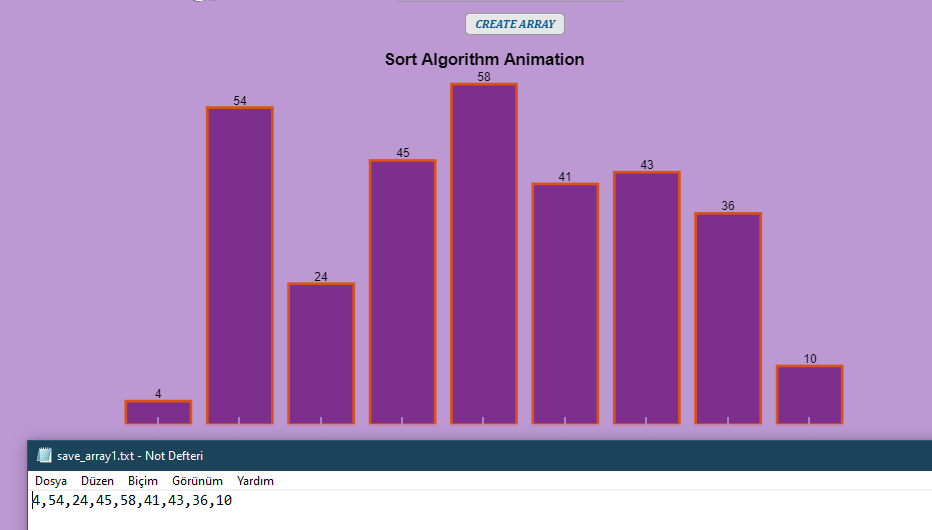 CREATE ARRAY
Sort Algorithm Animation
4 54 24 45 58 41 43 36 10
save_array1.txt - Not Defteri
Dosya Düzen Biçim Görünüm Yardım
4,54,24,45,58,41,43,36,10